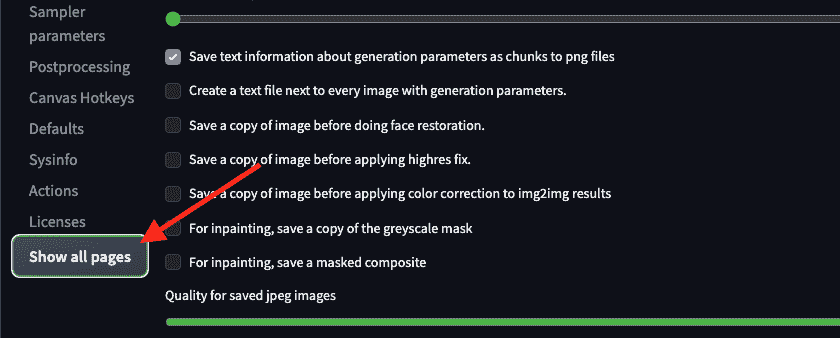 Sampler
parameters
Postprocessing
Canvas Hotkeys
Defaults
Sysinfo
Actions
Licenses
Show all pages
Save text information about generation parameters as chunks to png files
Create a text file next to every image with generation parameters.
Save a copy of image before doing face restoration.
Save a copy of image before applying highres fix.
Save a copy of image before applying color correction to img2img results
For inpainting, save a copy of the greyscale mask
For inpainting, save a masked composite
Quality for saved jpeg images